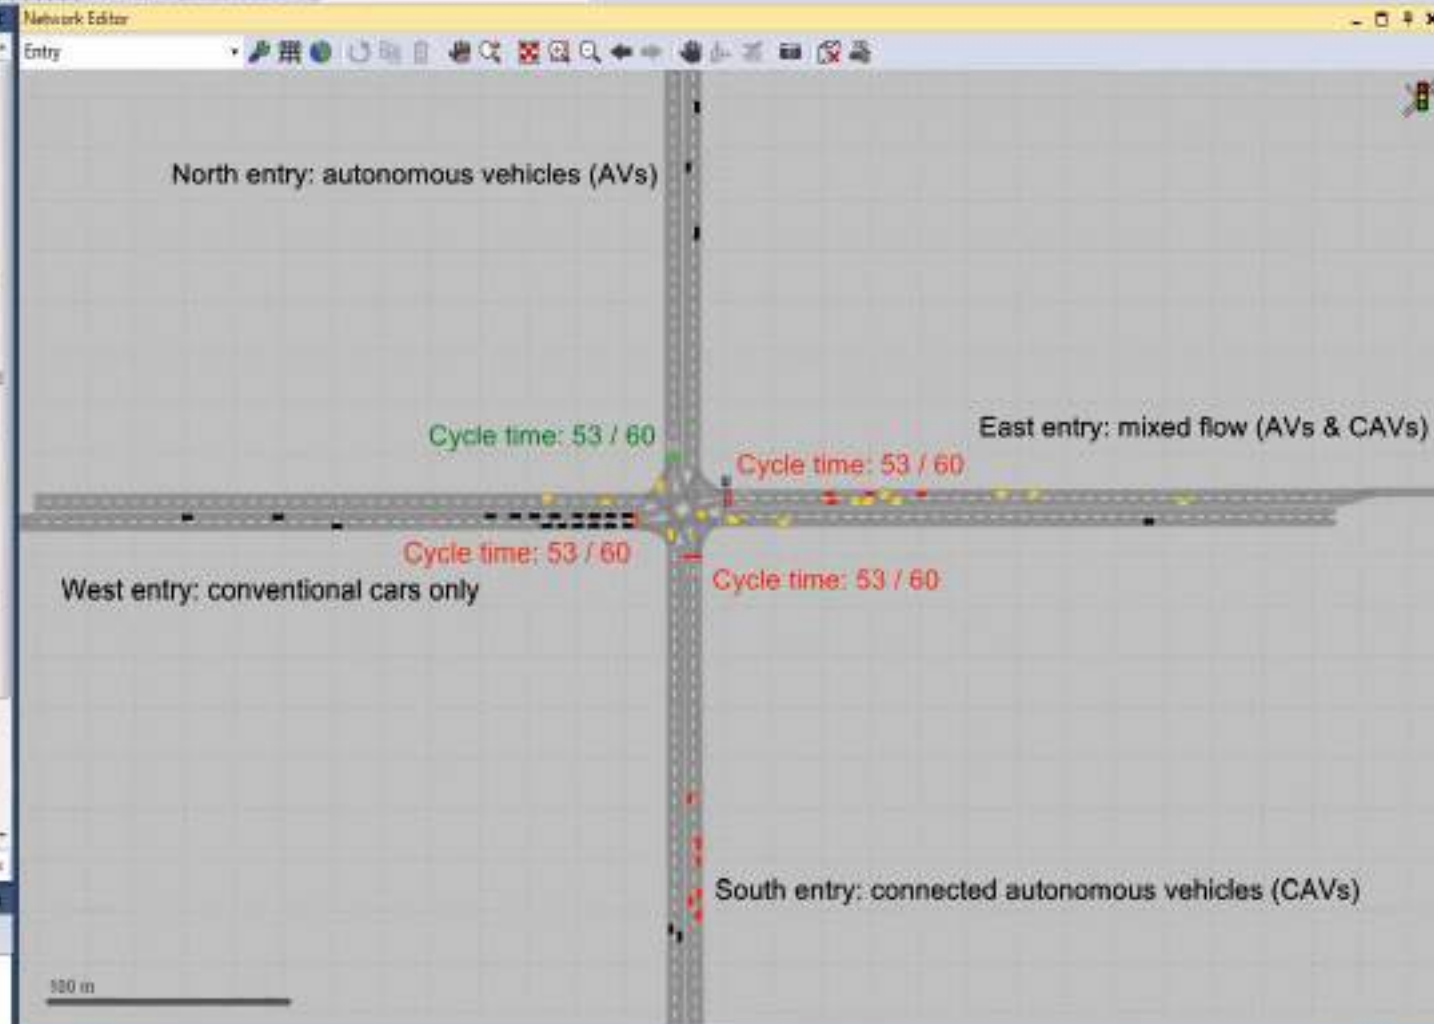 Network Editor
Entry
North entry: autonomous vehicles (AVs)
East entry: mixed flow (AVs & CAVs)
Cycle time: 53 / 60
Cycle time: 53 / 60
Cycle time: 53 / 60
Cycle time: 53 / 60
West entry: conventional cars only
South entry: connected autonomous vehicles (CAVs)
100 m